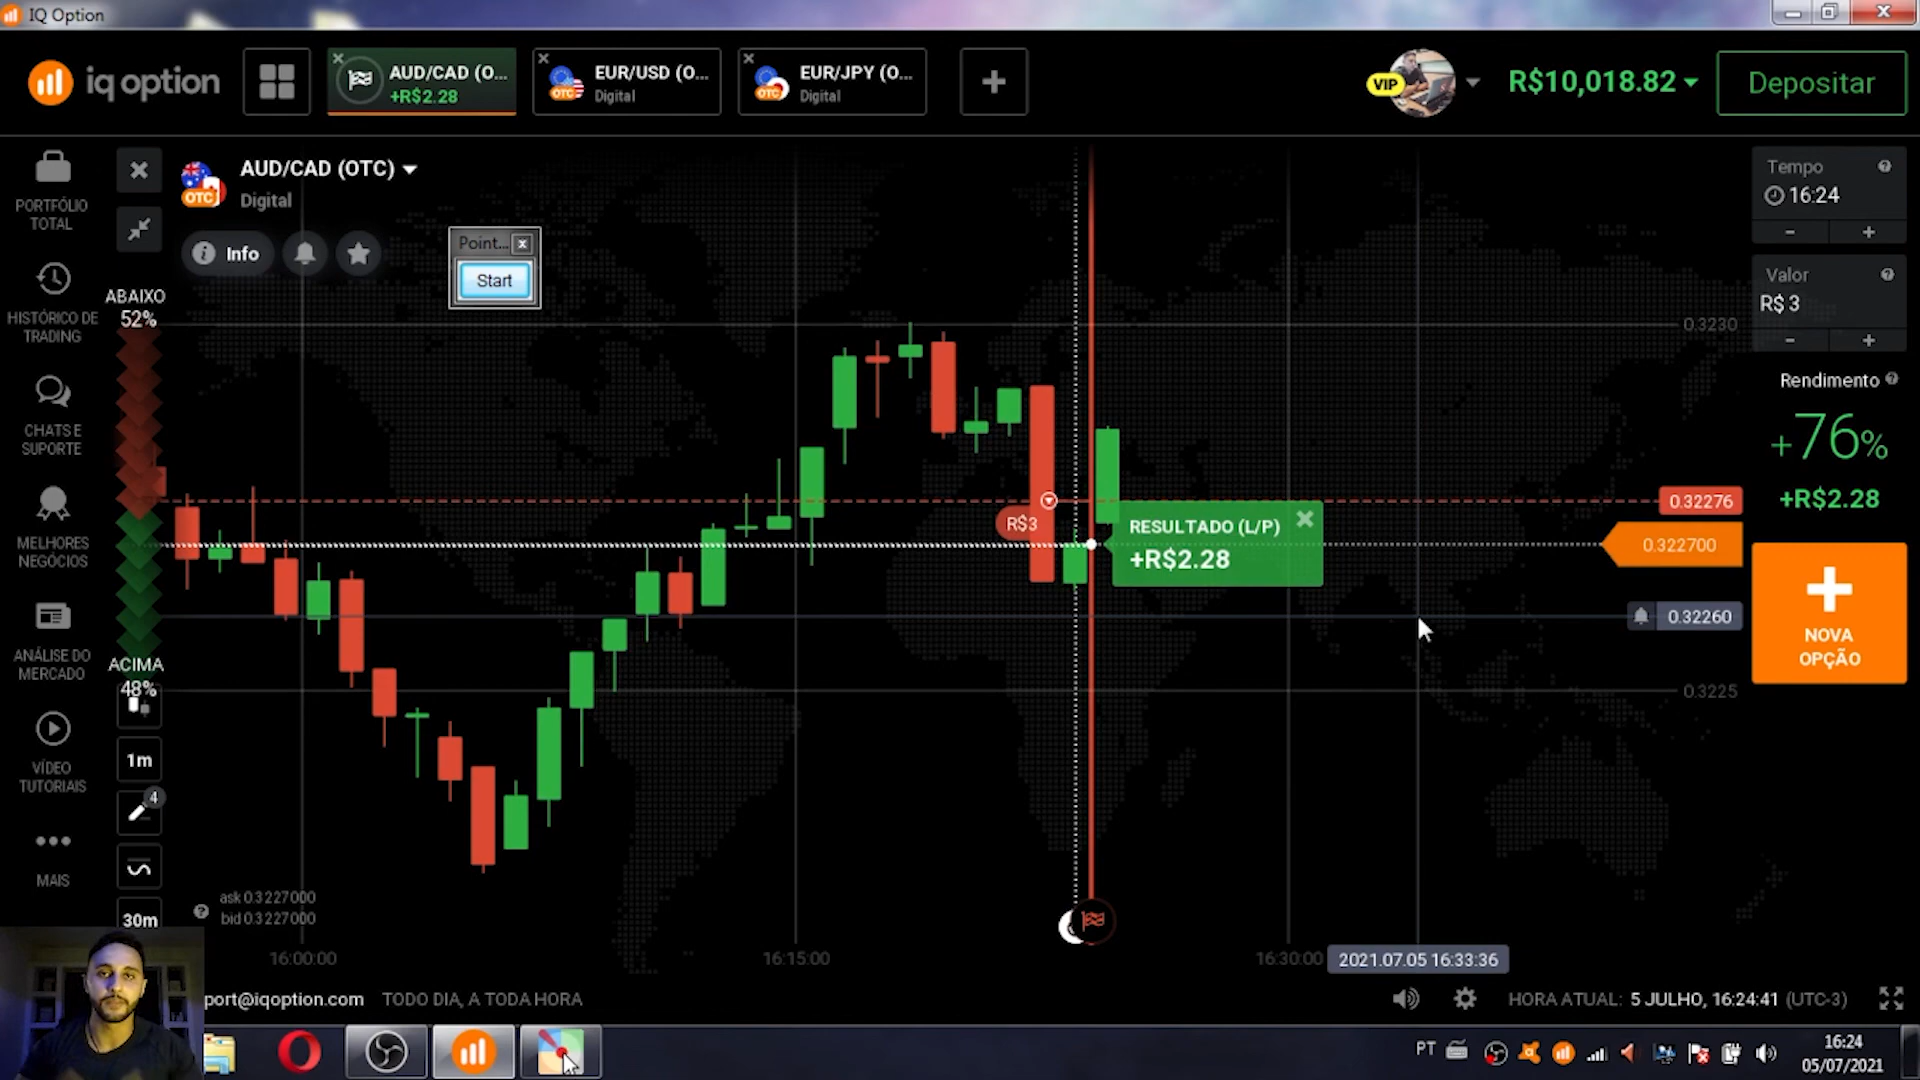 IQ Option
iq option
AUD/CAD (O...
+R$2.28
EUR/USD (O...
Digital
EUR/JPY (O...
Digital
VIP
R$10,018.82
Depositar
OTC
OTC
PORTFÓLIO
TOTAL
HISTÓRICO DE
TRADING
CHATS E
SUPORTE
MELHORES
NEGÓCIOS
ANÁLISE DO
MERCADO
VÍDEO
TUTORIAIS
MAIS
AUD/CAD (OTC)
Digital
OTC
Info
Point...
Start
ABAIXO
52%
ACIMA
48%
1m
4
30m
R$3
RESULTADO (L/P)
+R$2.28
0.3230
0.32276
0.322700
0.32260
0.3225
ask 0.3227000
bid 0.3227000
16:00:00
16:15:00
16:30:00
2021.07.05 16:33:36
Tempo
16:24
- +
Valor
R$ 3
- +
Rendimento
+76%
+R$2.28
NOVA
OPÇÃO
port@iqoption.com
TODO DIA, A TODA HORA
HORA ATUAL: 5 JULHO, 16:24:41 (UTC-3)
PT
16:24
05/07/2021